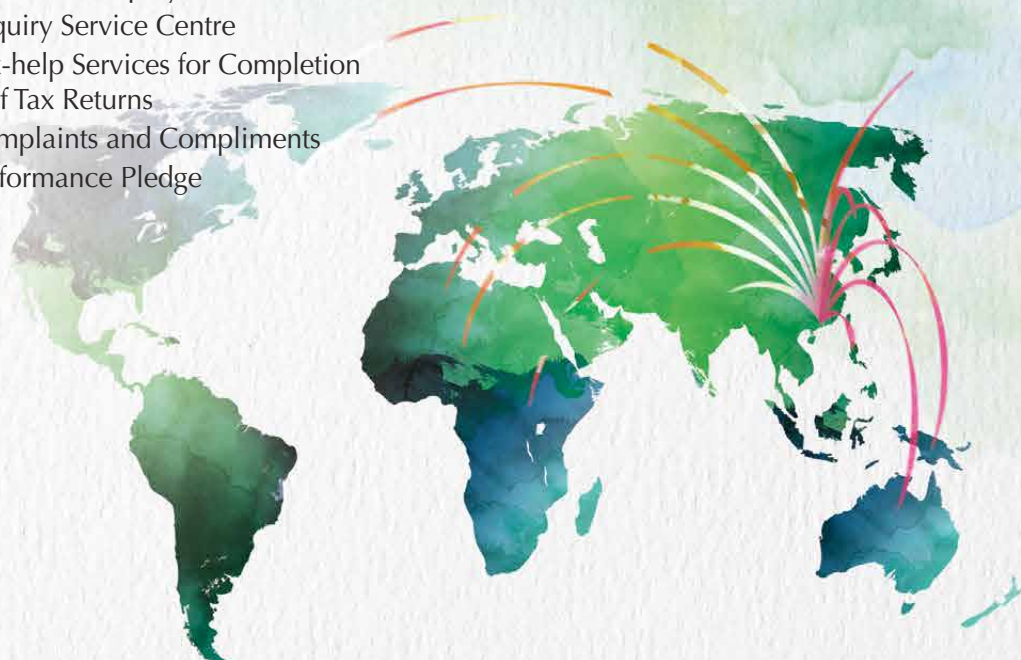 quiry Service Centre
-help Services for Completion
f Tax Returns
mplaints and Compliments
formance Pledge